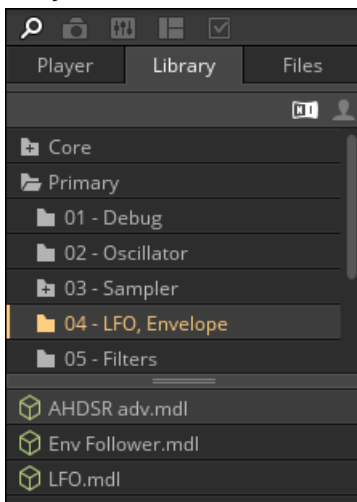 Player Library Files
NI
Core
Primary
01 - Debug
02 - Oscillator
03 - Sampler
04 - LFO, Envelope
05 - Filters
AHDSR adv.mdl
Env Follower.mdl
LFO.mdl